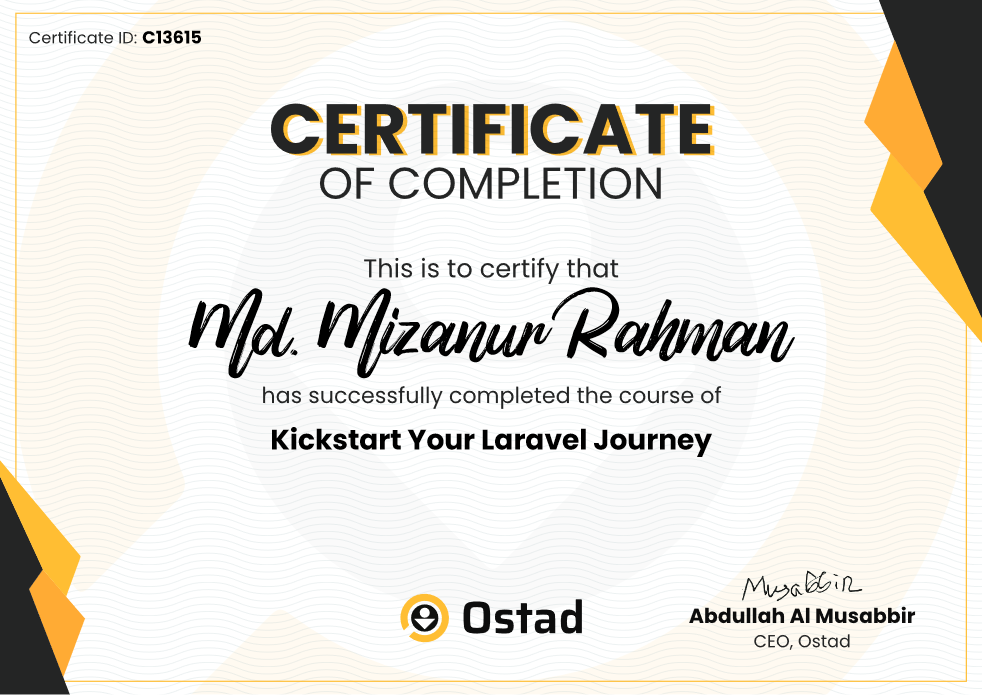 Certificate ID: C13615
CERTIFICATE
OF COMPLETION
This is to certify that
Md. Mizanur Rahman
has successfully completed the course of
Kickstart Your Laravel Journey
Ostad
Musabbir
Abdullah Al Musabbir
CEO, Ostad